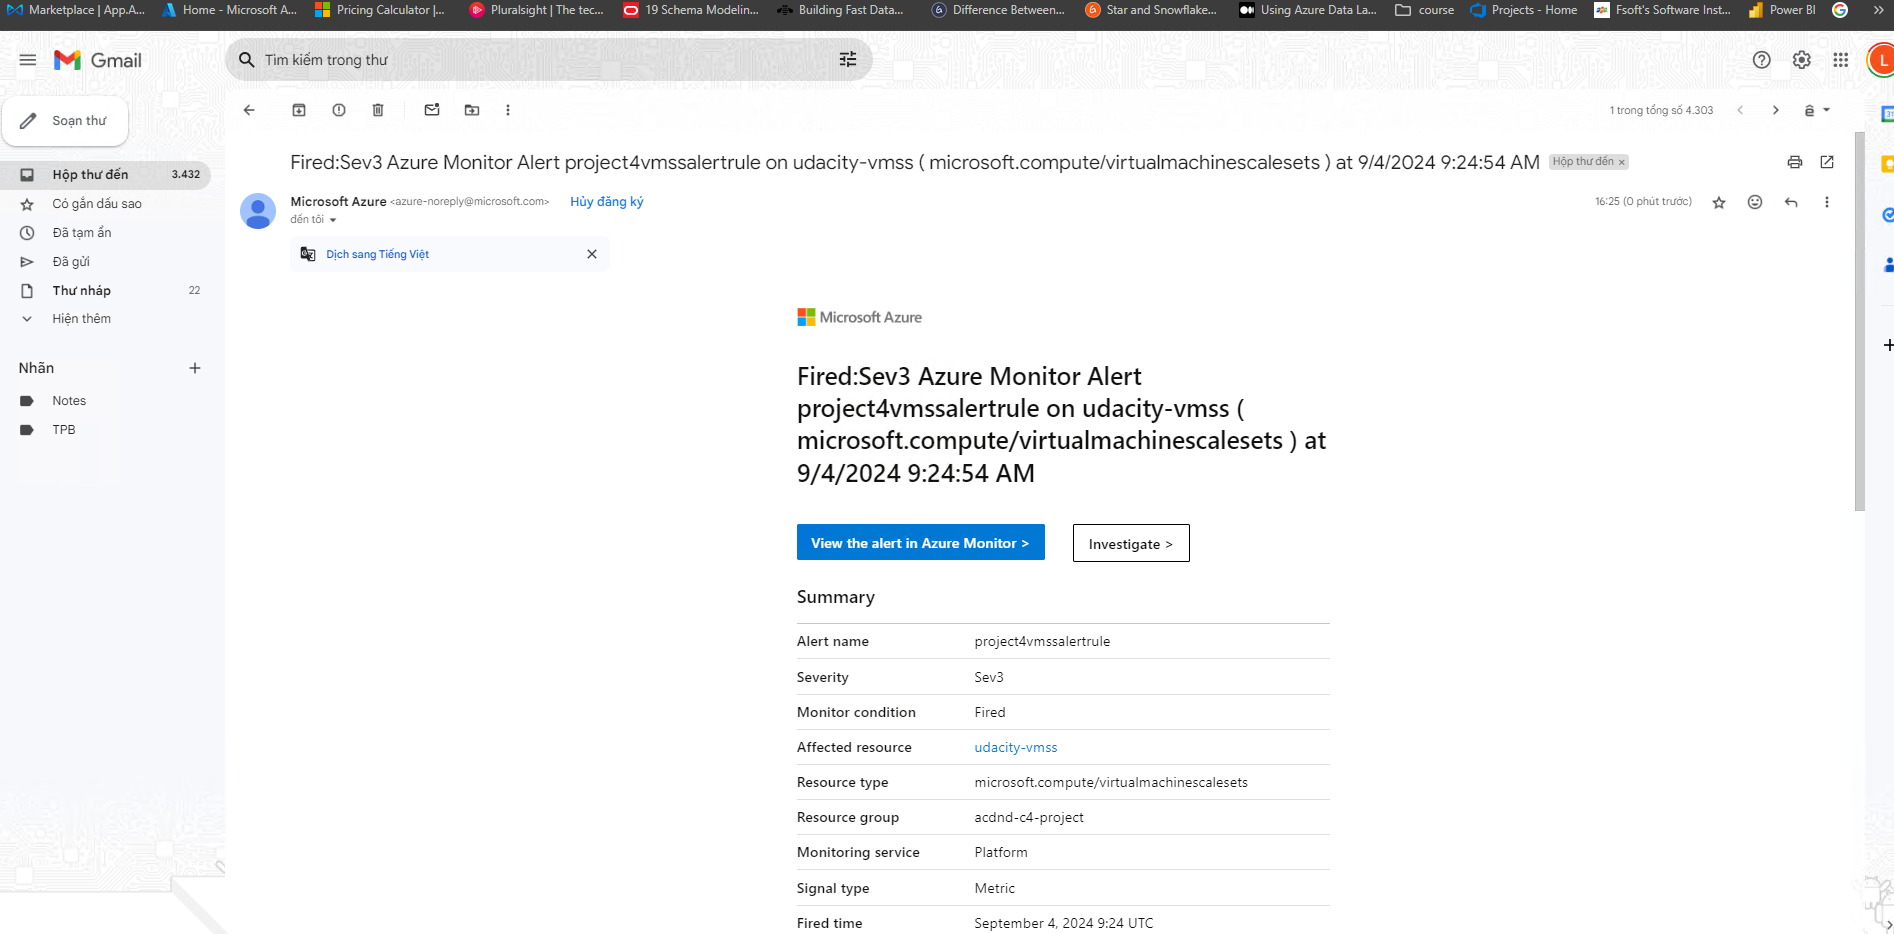 Marketplace | App.A... Home - Microsoft A... Pricing Calculator |... Pluralsight | The tec... 19 Schema Modelin... Building Fast Data... Difference Between... Star and Snowflake... Using Azure Data La... course Projects - Home Fsoft's Software Inst... Power BI
Gmail
Tìm kiếm trong thư
L
Soạn thư
1 trong tổng số 4.303
Hộp thư đến 3.432
Có gắn dấu sao
Đã tạm ẩn
Đã gửi
Thư nháp 22
Hiện thêm
Nhãn
Notes
TPB
Fired:Sev3 Azure Monitor Alert project4vmssalertrule on udacity-vmss ( microsoft.compute/virtualmachinescalesets ) at 9/4/2024 9:24:54 AM Hộp thư đến x
Microsoft Azure <azure-noreply@microsoft.com> Hủy đăng ký 16:25 (0 phút trước)
đến tôi
Dịch sang Tiếng Việt
Microsoft Azure
Fired:Sev3 Azure Monitor Alert
project4vmssalertrule on udacity-vmss (
microsoft.compute/virtualmachinescalesets ) at
9/4/2024 9:24:54 AM
View the alert in Azure Monitor > Investigate >
Summary
Alert name project4vmssalertrule
Severity Sev3
Monitor condition Fired
Affected resource udacity-vmss
Resource type microsoft.compute/virtualmachinescalesets
Resource group acdnd-c4-project
Monitoring service Platform
Signal type Metric
Fired time September 4, 2024 9:24 UTC